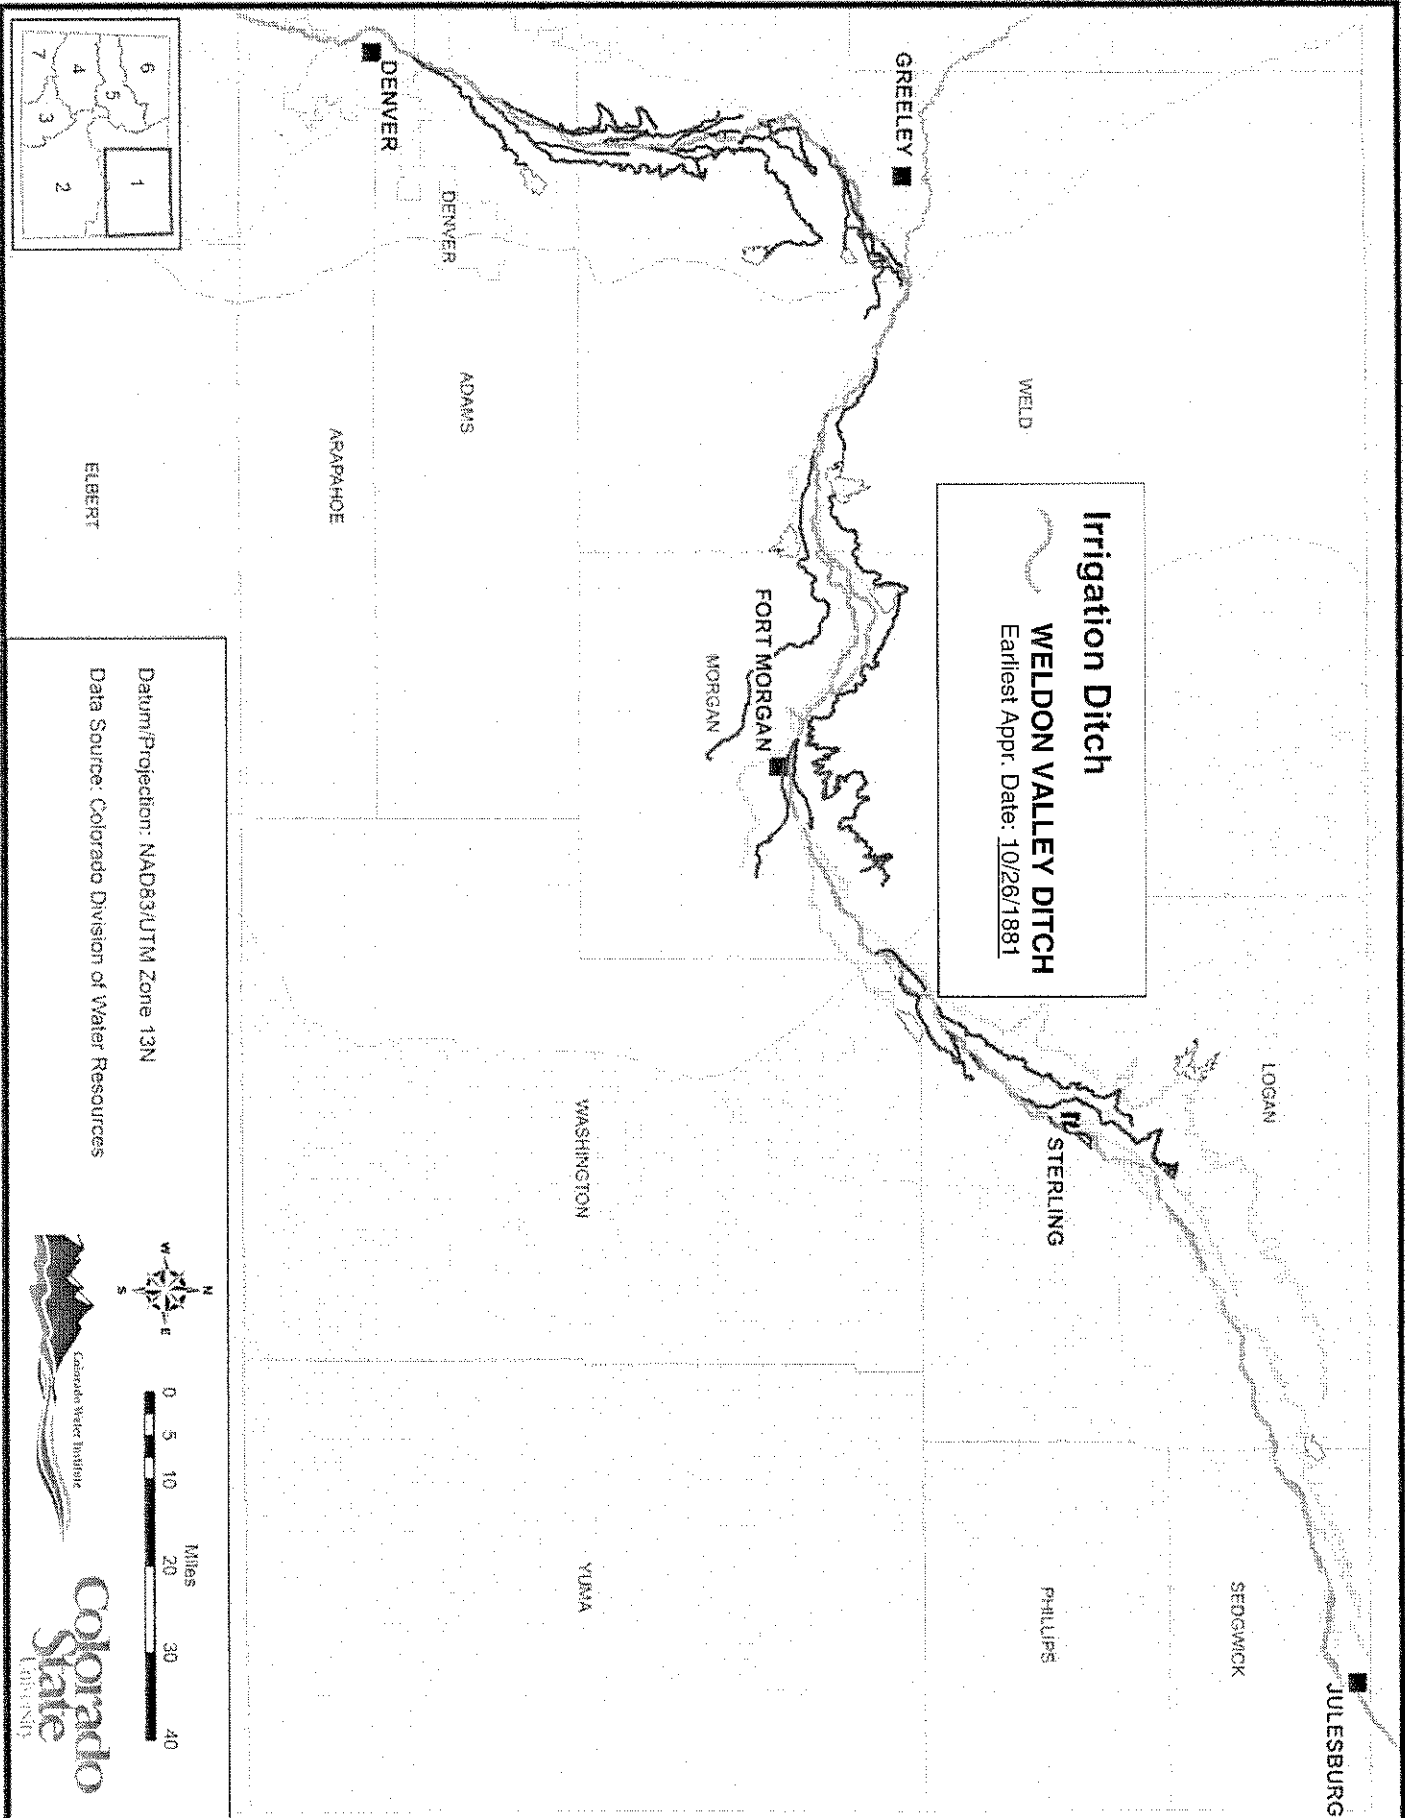 Irrigation Ditch
WELDON VALLEY DITCH
Earliest Appr. Date: 10/26/1881
JULESBURG
SEDGWICK
LOGAN
PHILLIPS
STERLING
WELD
GREELEY
FORT MORGAN
MORGAN
WASHINGTON
YUMA
DENVER
DENVER
ADAMS
ARAPAHOE
ELBERT
6
5
4
7
3
1
2
Datum/Projection: NAD83/UTM Zone 13N
Data Source: Colorado Division of Water Resources
N
W
E
S
Miles
0 5 10 20 30 40
Colorado Water Institute
Colorado
State
University